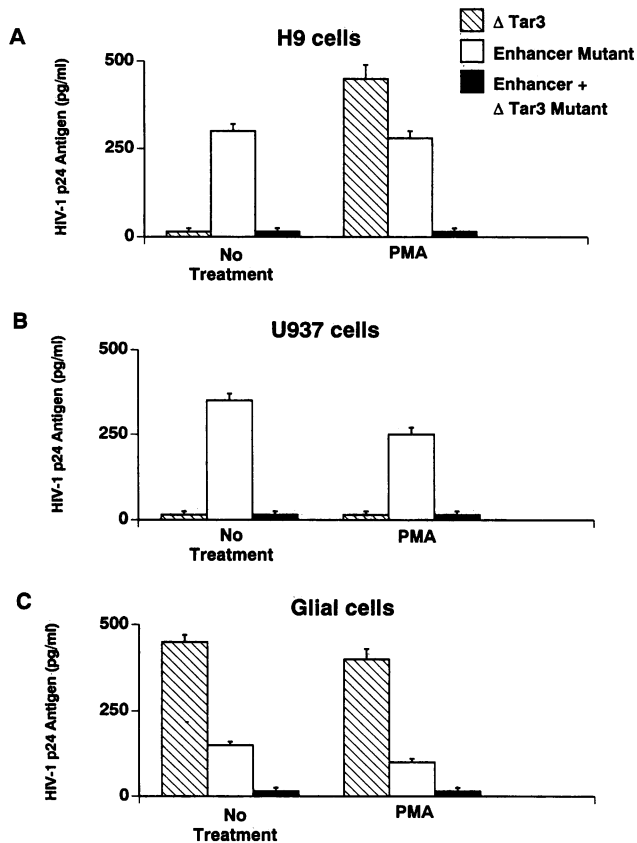 Δ Tar3
Enhancer Mutant
Enhancer +
Δ Tar3 Mutant
A
H9 cells
HIV-1 p24 Antigen (pg/ml)
500
250
0
No
Treatment
PMA
B
U937 cells
HIV-1 p24 Antigen (pg/ml)
500
250
0
No
Treatment
PMA
C
Glial cells
HIV-1 p24 Antigen (pg/ml)
500
250
0
No
Treatment
PMA